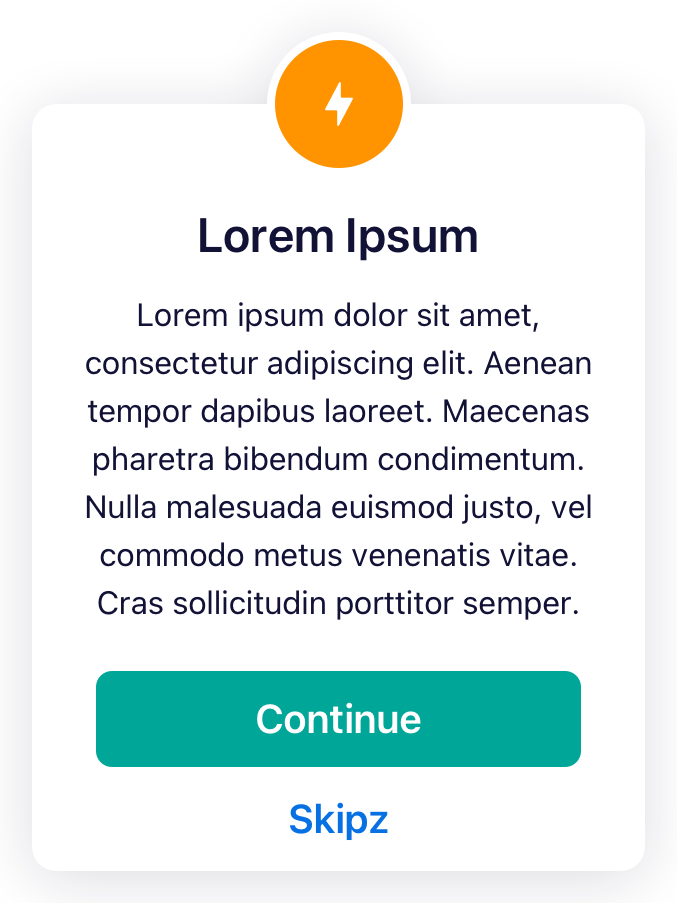 Lorem Ipsum
Lorem ipsum dolor sit amet,
consectetur adipiscing elit. Aenean
tempor dapibus laoreet. Maecenas
pharetra bibendum condimentum.
Nulla malesuada euismod justo, vel
commodo metus venenatis vitae.
Cras sollicitudin porttitor semper.
Continue
Skipz